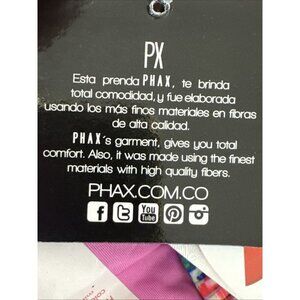 PX
Esta prenda PHAX, te brinda
total comodidad, y fue elaborada
usando los más finos materiales en fibras
de alta calidad.
PHAX´s garment, gives you total
comfort. Also, it was made using the finest
materials with high quality fibers.
PHAX.COM.CO
You
Tube